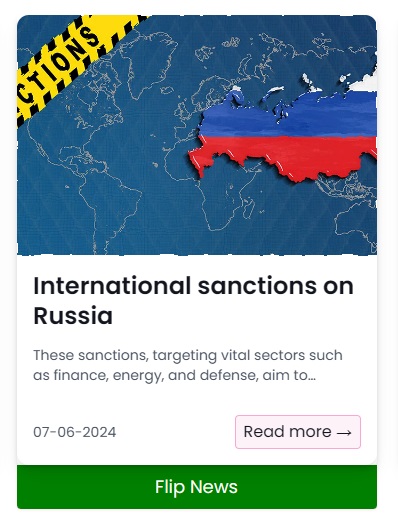 CTIONS
International sanctions on
Russia
These sanctions, targeting vital sectors such
as finance, energy, and defense, aim to...
07-06-2024
Read more →
Flip News